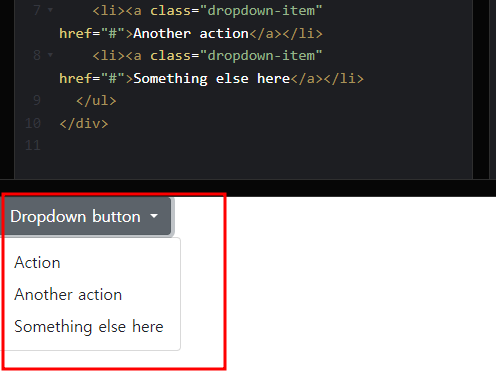 7 <li><a class="dropdown-item"
href="#">Another action</a></li>
8 <li><a class="dropdown-item"
href="#">Something else here</a></li>
9 </ul>
10 </div>
11
Dropdown button
Action
Another action
Something else here